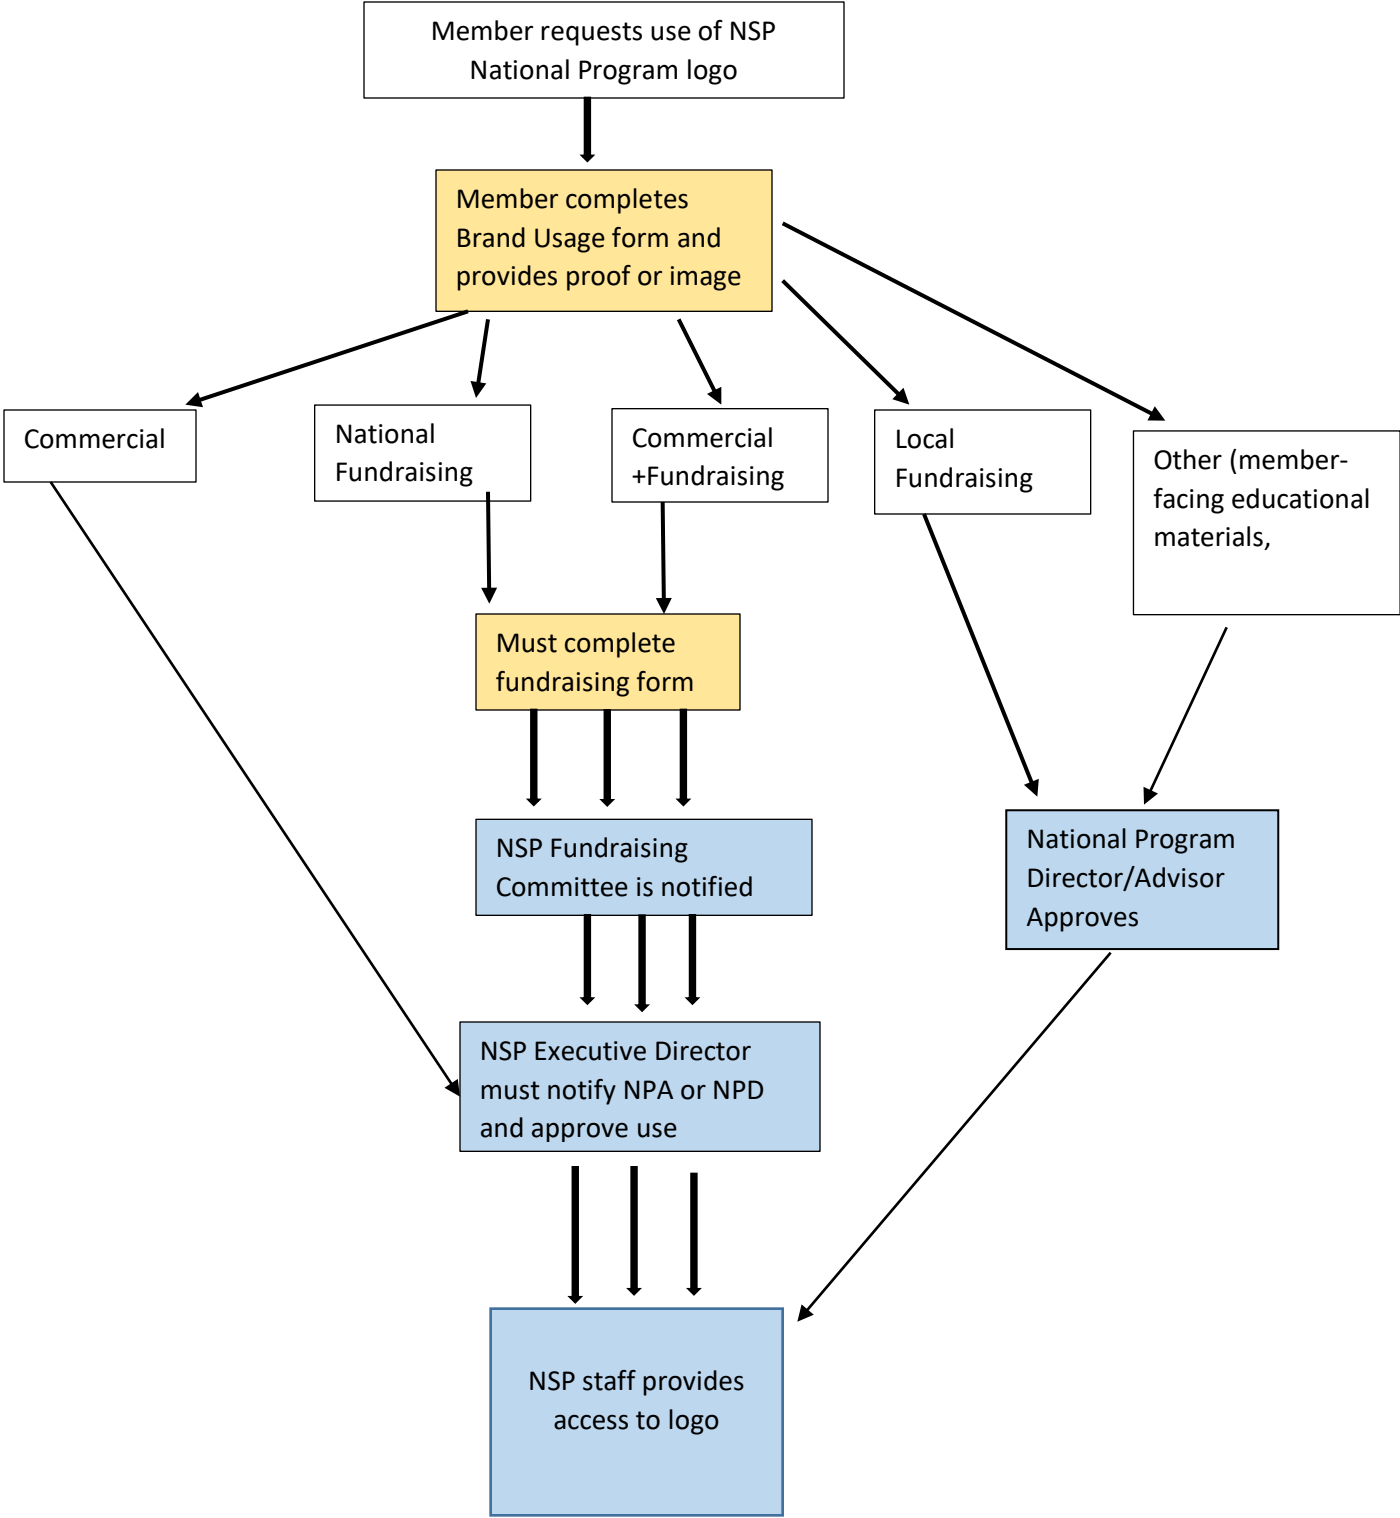 Member requests use of NSP
National Program logo
Member completes
Brand Usage form and
provides proof or image
Commercial
National
Fundraising
Commercial
+Fundraising
Local
Fundraising
Other (member-
facing educational
materials,
Must complete
fundraising form
NSP Fundraising
Committee is notified
National Program
Director/Advisor
Approves
NSP Executive Director
must notify NPA or NPD
and approve use
NSP staff provides
access to logo